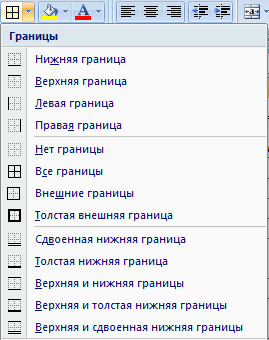 Границы
Нижняя граница
Верхняя граница
Левая граница
Правая граница
Нет границы
Все границы
Внешние границы
Толстая внешняя граница
Сдвоенная нижняя граница
Толстая нижняя граница
Верхняя и нижняя границы
Верхняя и толстая нижняя границы
Верхняя и сдвоенная нижняя границы